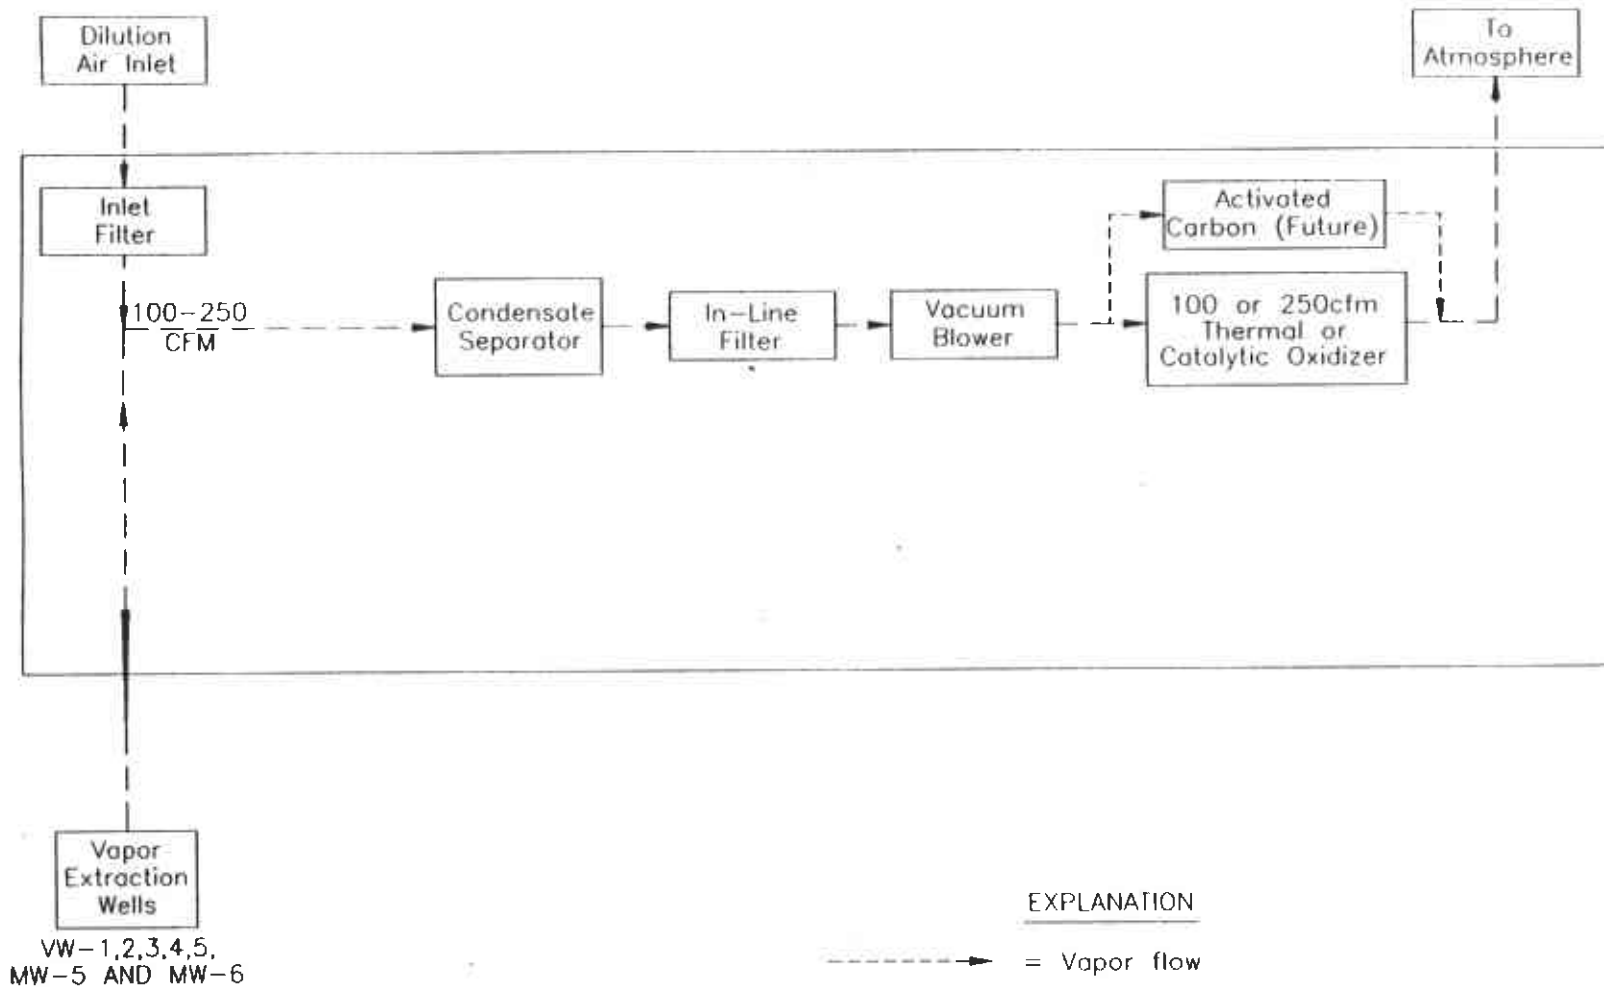 Dilution
Air Inlet
To
Atmosphere
Inlet
Filter
100-250
CFM
Condensate
Separator
In-Line
Filter
Vacuum
Blower
Activated
Carbon (Future)
100 or 250cfm
Thermal or
Catalytic Oxidizer
Vapor
Extraction
Wells
VW-1,2,3,4,5,
MW-5 AND MW-6
EXPLANATION
= Vapor flow